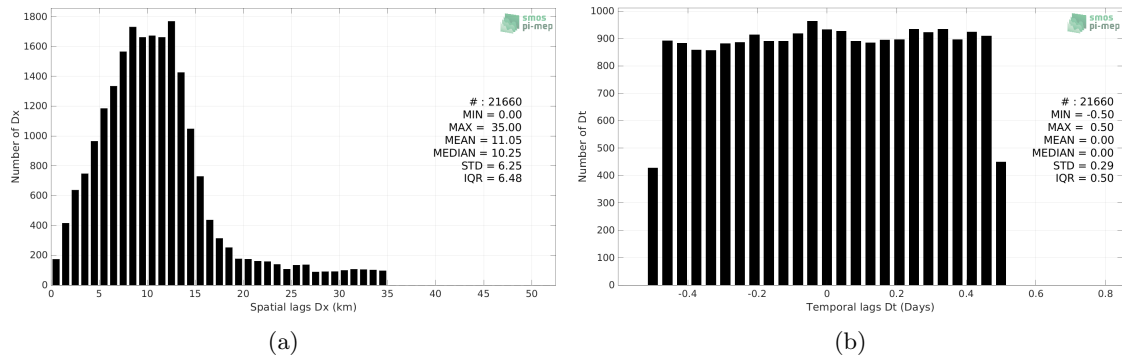 1800
1600
1400
1200
1000
800
600
400
200
0
Number of Dx
smos
pi-mep
# : 21660
MIN = 0.00
MAX = 35.00
MEAN = 11.05
MEDIAN = 10.25
STD = 6.25
IQR = 6.48
0 5 10 15 20 25 30 35 40 45 50
Spatial lags Dx (km)
(a)
1000
900
800
700
600
500
400
300
200
100
0
Number of Dt
smos
pi-mep
# : 21660
MIN = -0.50
MAX = 0.50
MEAN = 0.00
MEDIAN = 0.00
STD = 0.29
IQR = 0.50
-0.4 -0.2 0 0.2 0.4 0.6 0.8
Temporal lags Dt (Days)
(b)